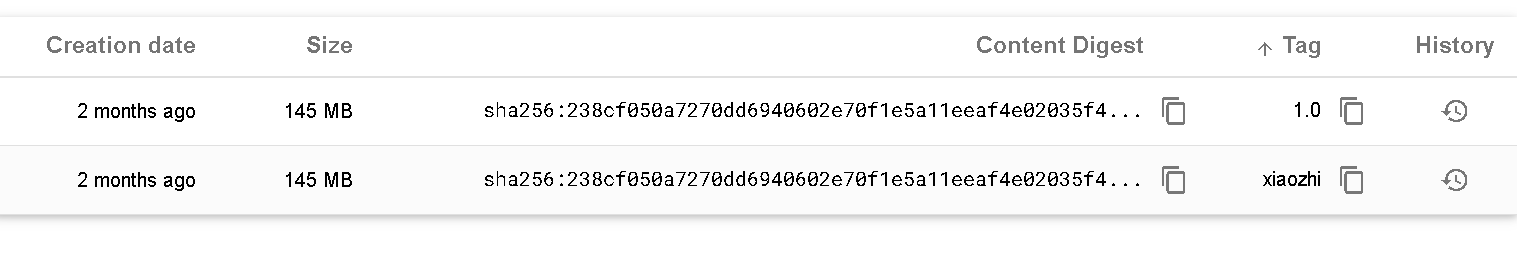 Creation date Size Content Digest Tag History
2 months ago 145 MB sha256:238cf050a7270dd6940602e70f1e5a11eeaf4e02035f4... 1.0
2 months ago 145 MB sha256:238cf050a7270dd6940602e70f1e5a11eeaf4e02035f4... xiaozhi